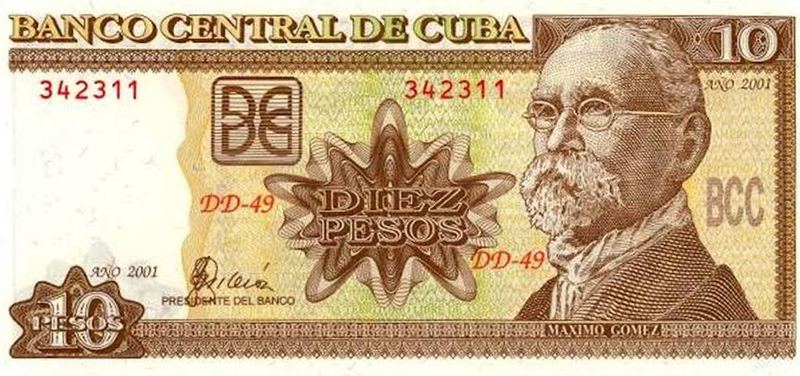 BANCO CENTRAL DE CUBA
10
342311
342311
AÑO 2001
DIEZ
PESOS
BCC
DD-49
DD-49
AÑO 2001
PRESIDENTE DEL BANCO
10
PESOS
MAXIMO GOMEZ